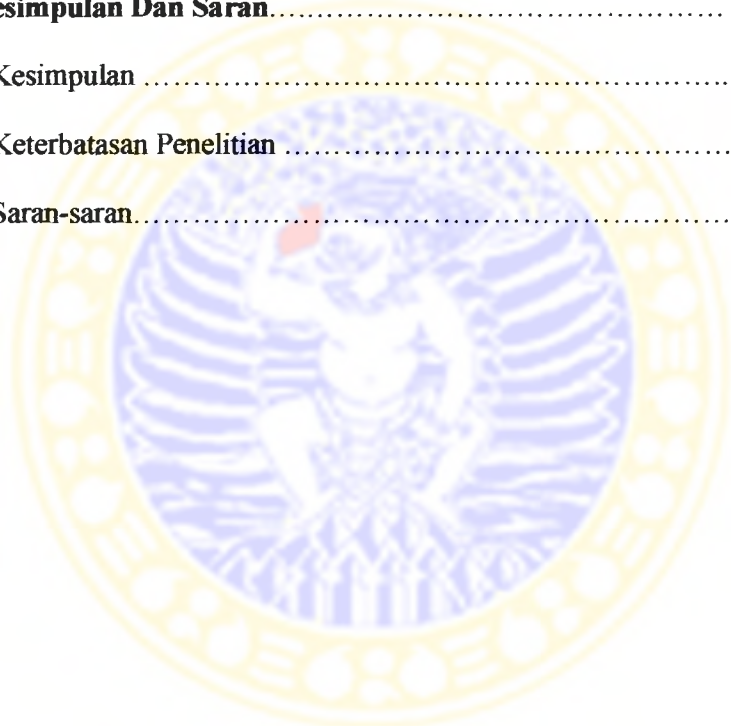 esimpulan Dan Saran........................................................
Kesimpulan ........................................................
Keterbatasan Penelitian ........................................................
Saran-saran........................................................